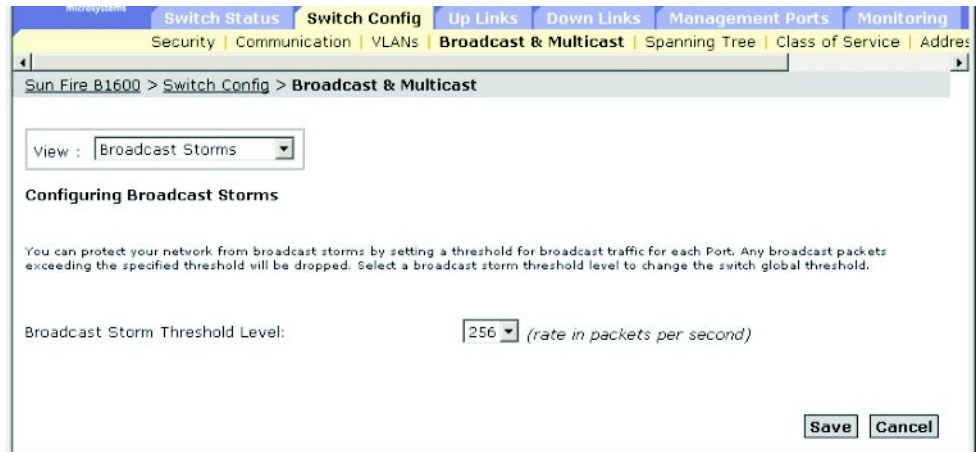 microsystems
Switch Status Switch Config Up Links Down Links Management Ports Monitoring
Security | Communication | VLANs | Broadcast & Multicast | Spanning Tree | Class of Service | Addres
Sun Fire B1600 > Switch Config > Broadcast & Multicast
View : Broadcast Storms
Configuring Broadcast Storms
You can protect your network from broadcast storms by setting a threshold for broadcast traffic for each Port. Any broadcast packets
exceeding the specified threshold will be dropped. Select a broadcast storm threshold level to change the switch global threshold.
Broadcast Storm Threshold Level: 256 (rate in packets per second)
Save Cancel